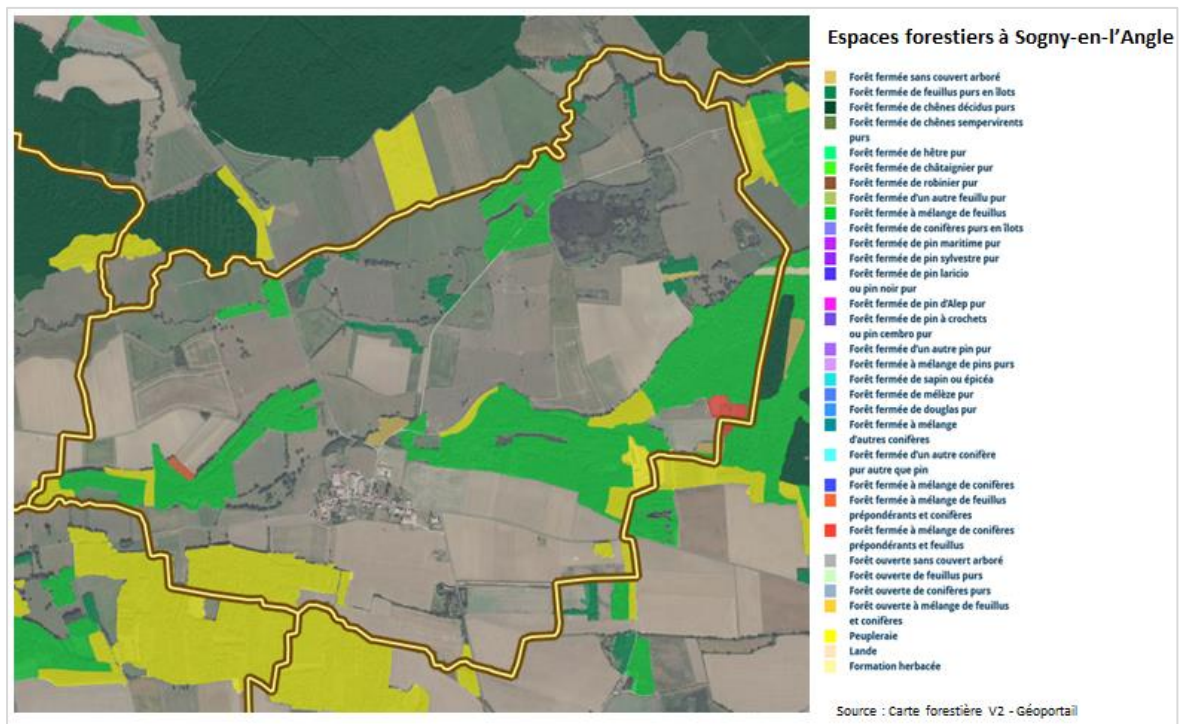 Espaces forestiers à Sogny-en-l'Angle
Forêt fermée sans couvert arboré
Forêt fermée de feuillus purs en îlots
Forêt fermée de chênes décidus purs
Forêt fermée de chênes sempervirents
purs
Forêt fermée de hêtre pur
Forêt fermée de châtaignier pur
Forêt fermée de robinier pur
Forêt fermée d'un autre feuillu pur
Forêt fermée à mélange de feuillus
Forêt fermée de conifères purs en îlots
Forêt fermée de pin maritime pur
Forêt fermée de pin sylvestre pur
Forêt fermée de pin laricio
ou pin noir pur
Forêt fermée de pin d'Alep pur
Forêt fermée de pin à crochets
ou pin cembro pur
Forêt fermée d'un autre pin pur
Forêt fermée à mélange de pins purs
Forêt fermée de sapin ou épicéa
Forêt fermée de mélèze pur
Forêt fermée de douglas pur
Forêt fermée à mélange
d'autres conifères
Forêt fermée d'un autre conifère
pur autre que pin
Forêt fermée à mélange de conifères
Forêt fermée à mélange de feuillus
prépondérants et conifères
Forêt fermée à mélange de conifères
prépondérants et feuillus
Forêt ouverte sans couvert arboré
Forêt ouverte de feuillus purs
Forêt ouverte de conifères purs
Forêt ouverte à mélange de feuillus
et conifères
Peupleraie
Lande
Formation herbacée
Source : Carte forestière V2 - Géoportail